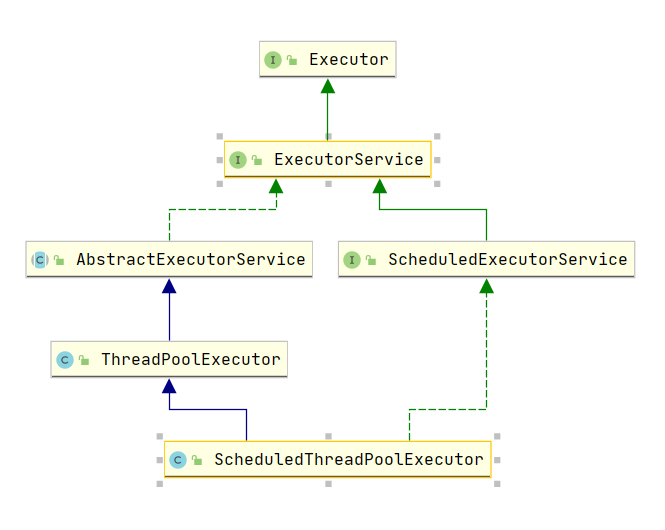 I Executor
I ExecutorService
C AbstractExecutorService
I ScheduledExecutorService
C ThreadPoolExecutor
C ScheduledThreadPoolExecutor